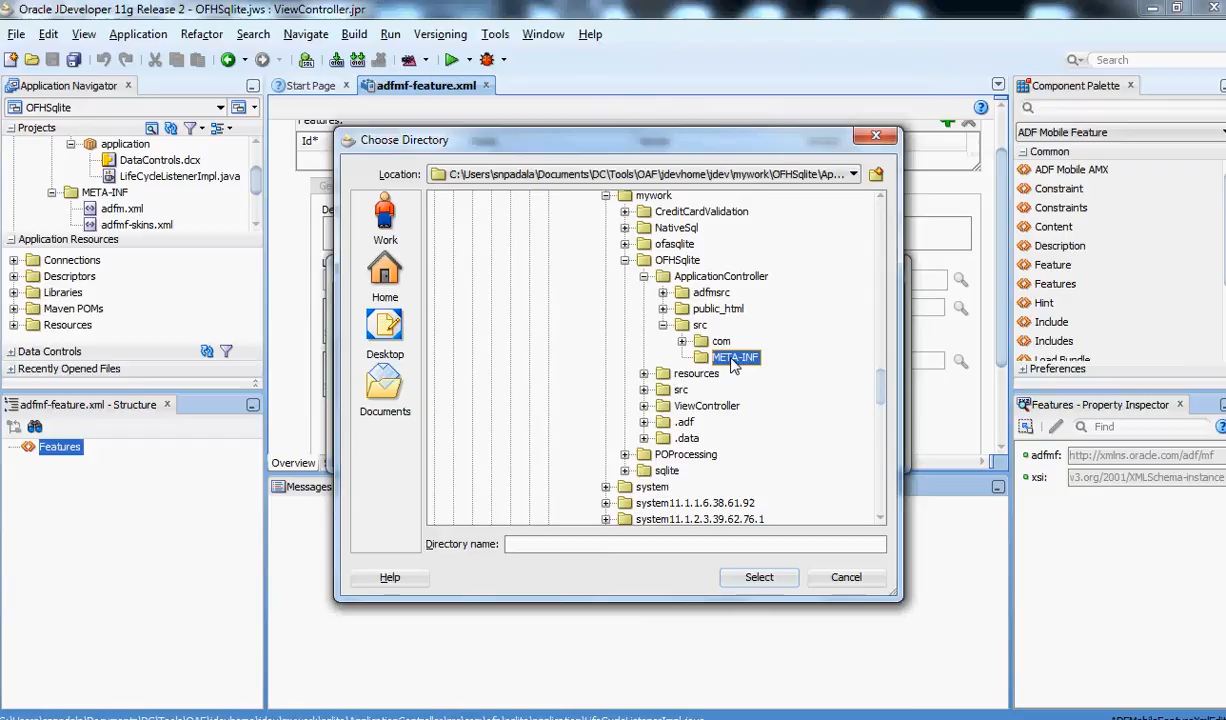 Oracle JDeveloper 11g Release 2 - OFHSqlite.jws : ViewController.jpr
File Edit View Application Refactor Search Navigate Build Run Versioning Tools Window Help
Search
Application Navigator
Start Page
adfmf-feature.xml
Component Palette
OFHSqlite
Projects
application
DataControls.dcx
LifeCycleListenerImpl.java
META-INF
adfm.xml
adfmf-skins.xml
Application Resources
Connections
Descriptors
Libraries
Maven POMs
Resources
Data Controls
Recently Opened Files
adfmf-feature.xml - Structure
Features
Features:
Id*
Overview
Messages
Choose Directory
Location: C:\Users\snpadala\Documents\DC\Tools\OAF\jdevhome\jdev\mywork\OFHSqlite\Ap...
Work
Home
Desktop
Documents
mywork
CreditCardValidation
NativeSql
ofasqlite
OFHSqlite
ApplicationController
adfmsrc
public_html
src
com
META-INF
resources
src
ViewController
.adf
.data
POProcessing
sqlite
system
system11.1.1.6.38.61.92
system11.1.2.3.39.62.76.1
Directory name:
Help
Select
Cancel
ADF Mobile Feature
Common
ADF Mobile AMX
Constraint
Constraints
Content
Description
Feature
Features
Hint
Include
Includes
Load Bundle
Preferences
Features - Property Inspector
Find
adfmf: http://xmlns.oracle.com/adf/mf
xsi: v3.org/2001/XMLSchema-instance